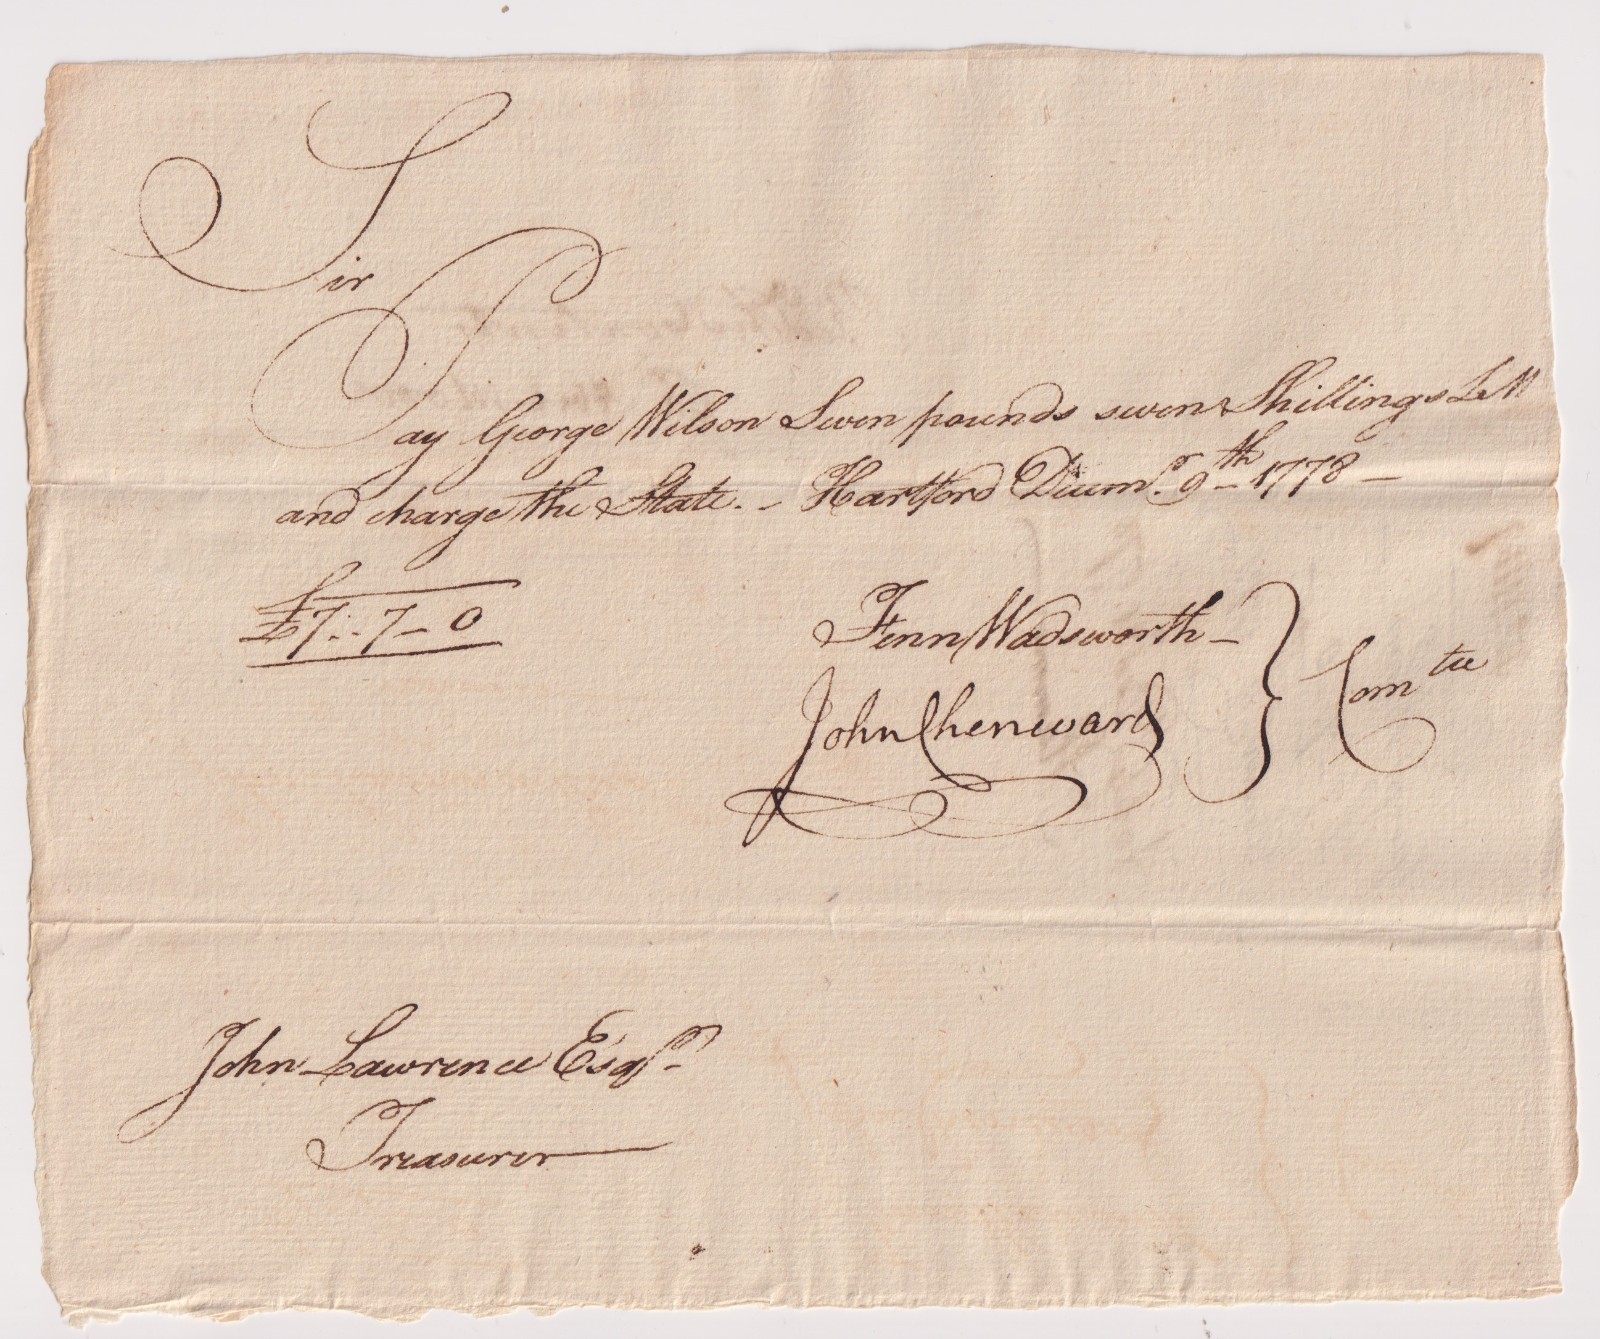 Sir
Pay George Wilson Seven pounds seven Shillings L M
and charge the State. - Hartford Decemr. 9th - 1778 -
£7..7-0
Fenn Wadsworth -
John Cheneward
} Comtee
John Lawrence Esqr.
Treasurer